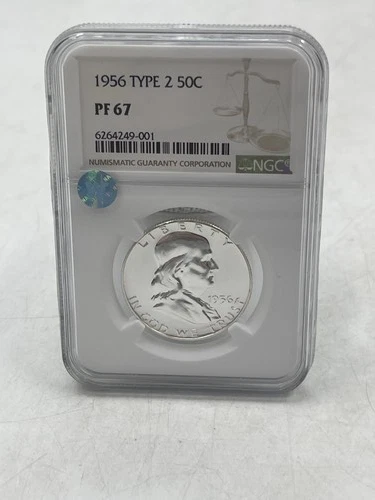 1956 TYPE 2 50C
PF 67
6264249-001
NUMISMATIC GUARANTY CORPORATION
NGC
LIBERTY
1956
IN GOD WE TRUST